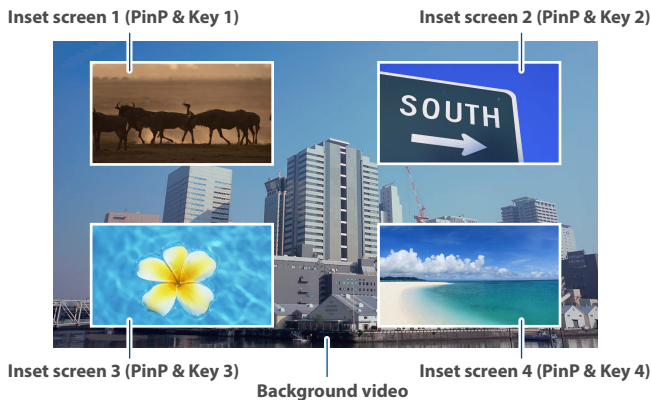 Inset screen 1 (PinP & Key 1)
Inset screen 2 (PinP & Key 2)
SOUTH
Inset screen 3 (PinP & Key 3)
Inset screen 4 (PinP & Key 4)
Background video